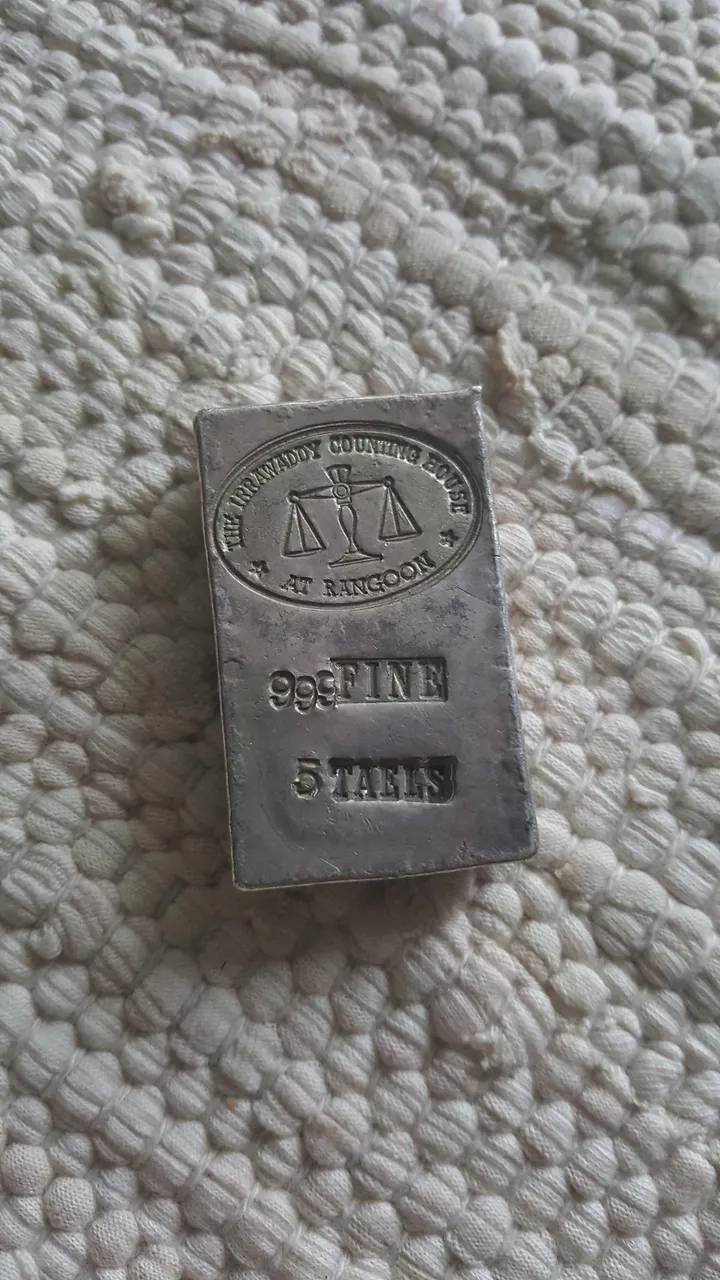 THE IRRAWADDY COUNTING HOUSE
AT RANGOON
999 FINE
5 TAELS